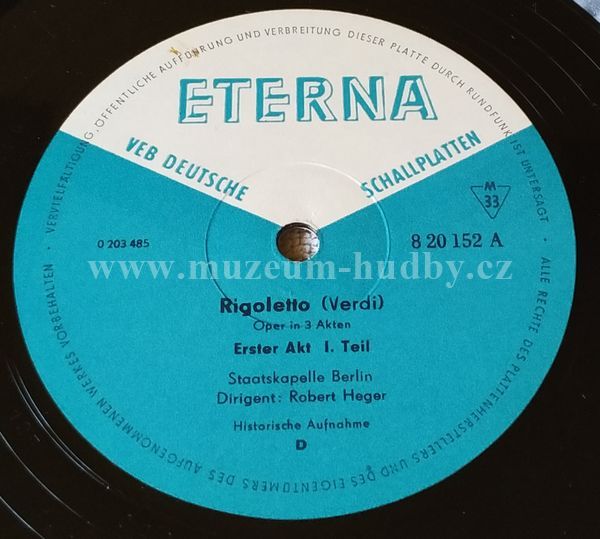 VERVIELFÄLTIGUNG, ÖFFENTLICHE AUFFÜHRUNG UND VERBREITUNG DIESER PLATTE DURCH RUNDFUNK IST UNTERSAGT · ALLE RECHTE DES PLATTENHERSTELLERS UND DES EIGENTÜMERS DES AUFGENOMMENEN WERKES VORBEHALTEN ·
ETERNA
VEB DEUTSCHE SCHALLPLATTEN
M
33
0 203 485
8 20 152 A
www.muzeum-hudby.cz
Rigoletto (Verdi)
Oper in 3 Akten
Erster Akt I. Teil
Staatskapelle Berlin
Dirigent: Robert Heger
Historische Aufnahme
D